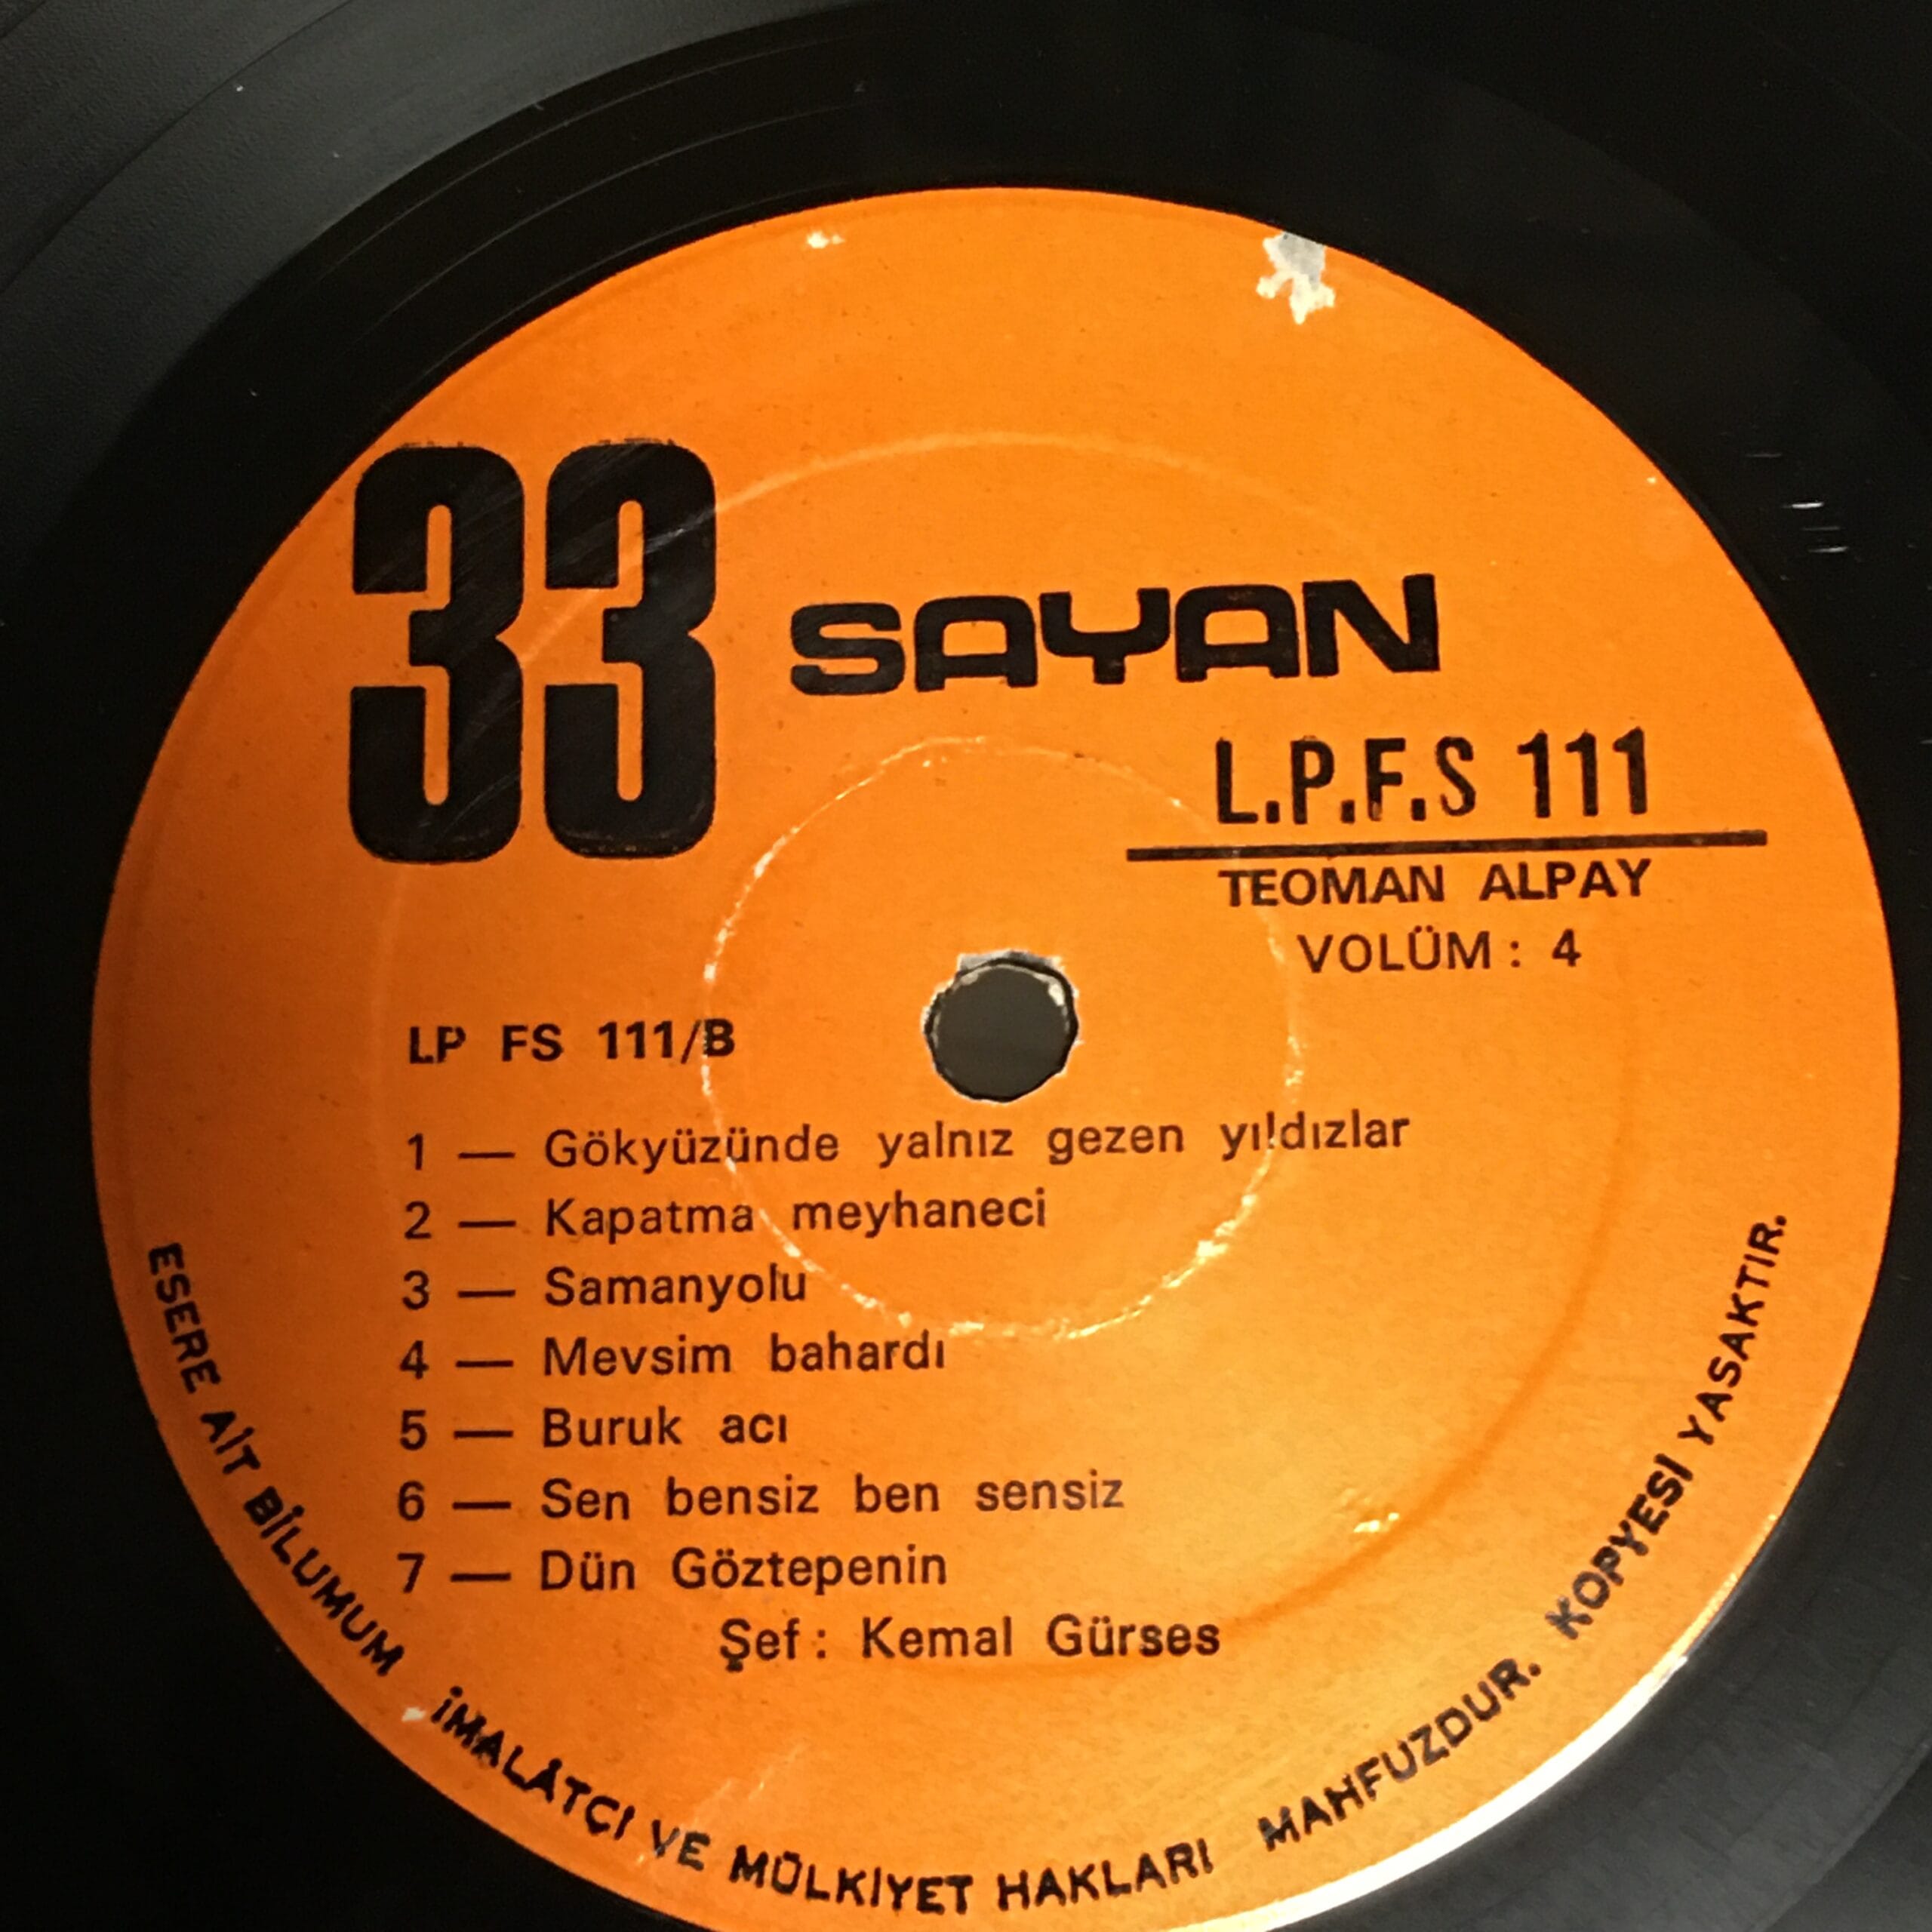 33
SAYAN
L.P.F.S 111
TEOMAN ALPAY
VOLÜM : 4
LP FS 111/B
1 — Gökyüzünde yalnız gezen yıldızlar
2 — Kapatma meyhaneci
3 — Samanyolu
4 — Mevsim bahardı
5 — Buruk acı
6 — Sen bensiz ben sensiz
7 — Dün Göztepenin
Şef : Kemal Gürses
ESERE AİT BİLUMUM İMALÂTCI VE MÜLKİYET HAKLARI MAHFUZDUR. KOPYESİ YASAKTIR.